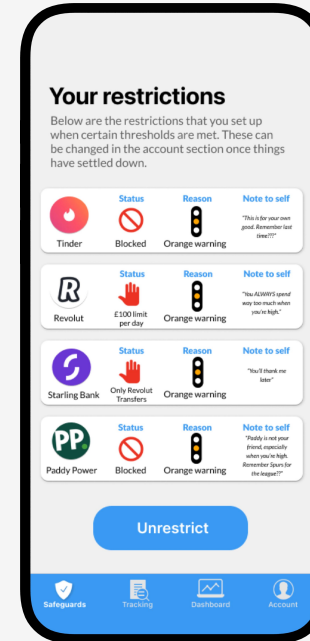 Your restrictions
Below are the restrictions that you set up
when certain thresholds are met. These can
be changed in the account section once things
have settled down.
Status
Reason
Note to self
"This is for your own
good. Remember last
time???"
Tinder
Blocked
Orange warning
Status
Reason
Note to self
R
"You ALWAYS spend
way too much when
you're high."
Revolut
£100 limit
per day
Orange warning
Status
Reason
Note to self
"You'll thank me
later"
Starling Bank
Only Revolut
Transfers
Orange warning
Status
Reason
Note to self
PP.
"Paddy is not your
friend, especially
when you're high.
Remember Spurs for
the league??"
Paddy Power
Blocked
Orange warning
Unrestrict
Safeguards
Tracking
Dashboard
Account